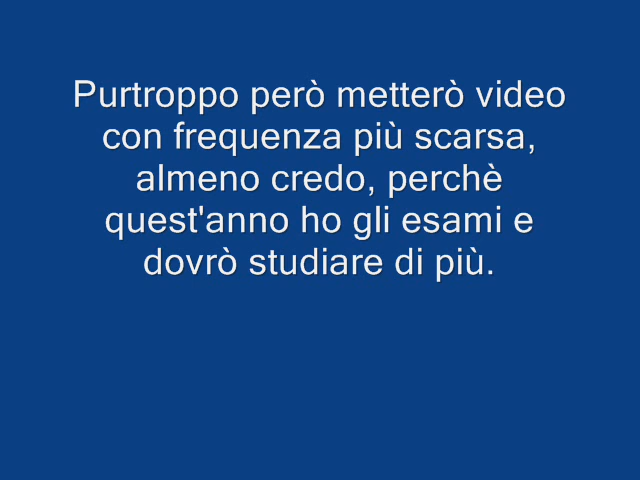 Purtroppo però metterò video
con frequenza più scarsa,
almeno credo, perchè
quest'anno ho gli esami e
dovrò studiare di più.